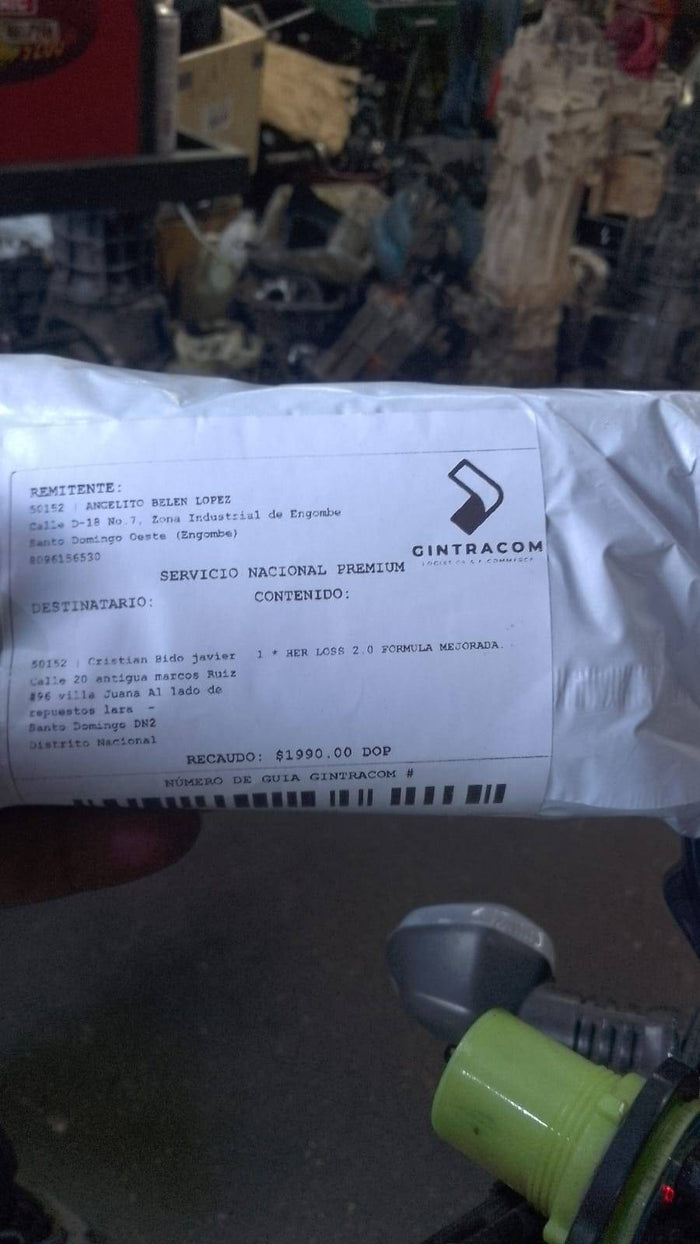 REMITENTE:
50152 | ANGELITO BELEN LOPEZ
Calle D-18 No.7, Zona Industrial de Engombe
Santo Domingo Oeste (Engombe)
8096156530
GINTRACOM
SERVICIO NACIONAL PREMIUM
DESTINATARIO:
CONTENIDO:
50152 | Cristian Bido javier
1 * HER LOSS 2.0 FORMULA MEJORADA.
Calle 20 antigua marcos Ruiz
#96 villa Juana Al lado de
repuestos lara -
Santo Domingo DN2
Distrito Nacional
RECAUDO: $1990.00 DOP
NÚMERO DE GUIA GINTRACOM #